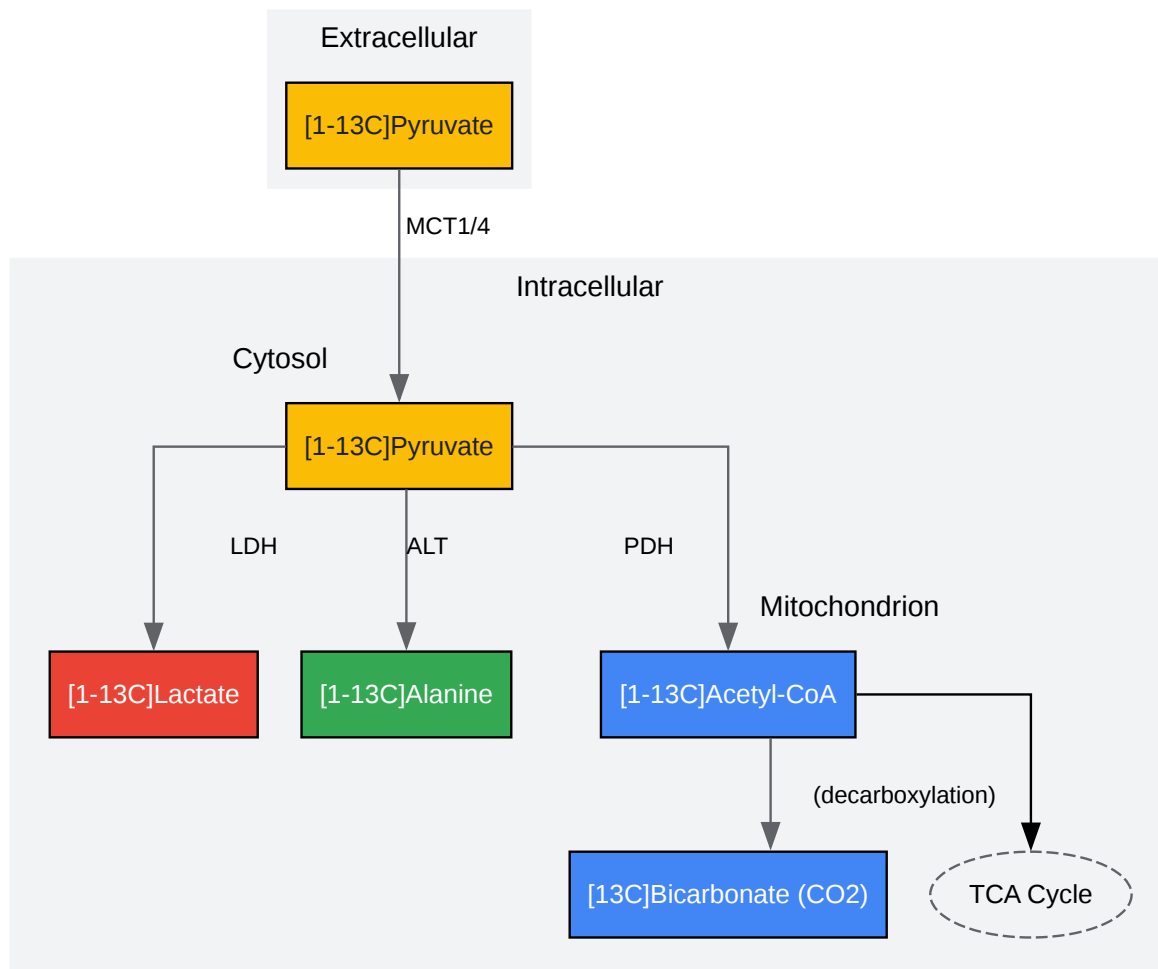 Extracellular
[1-13C]Pyruvate
MCT1/4
Intracellular
Cytosol
[1-13C]Pyruvate
LDH
ALT
PDH
Mitochondrion
[1-13C]Lactate
[1-13C]Alanine
[1-13C]Acetyl-CoA
(decarboxylation)
[13C]Bicarbonate (CO2)
TCA Cycle